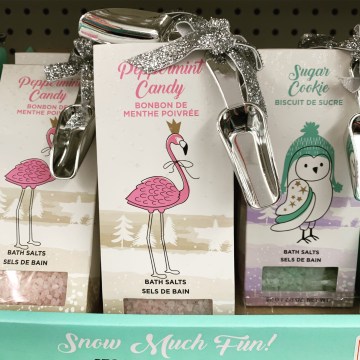 Peppermint
Candy
BONBON DE
MENTHE POIVRÉE
BATH SALTS
SELS DE BAIN
Peppermint
Candy
BONBON DE
MENTHE POIVRÉE
BATH SALTS
SELS DE BAIN
Sugar
Cookie
BISCUIT DE SUCRE
BATH SALTS
SELS DE BAIN
Snow Much Fun!